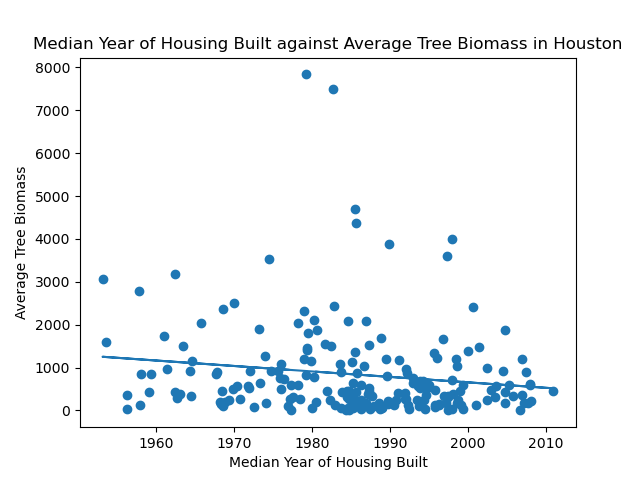 Median Year of Housing Built against Average Tree Biomass in Houston
8000
7000
6000
5000
4000
3000
2000
1000
0
Average Tree Biomass
1960 1970 1980 1990 2000 2010
Median Year of Housing Built